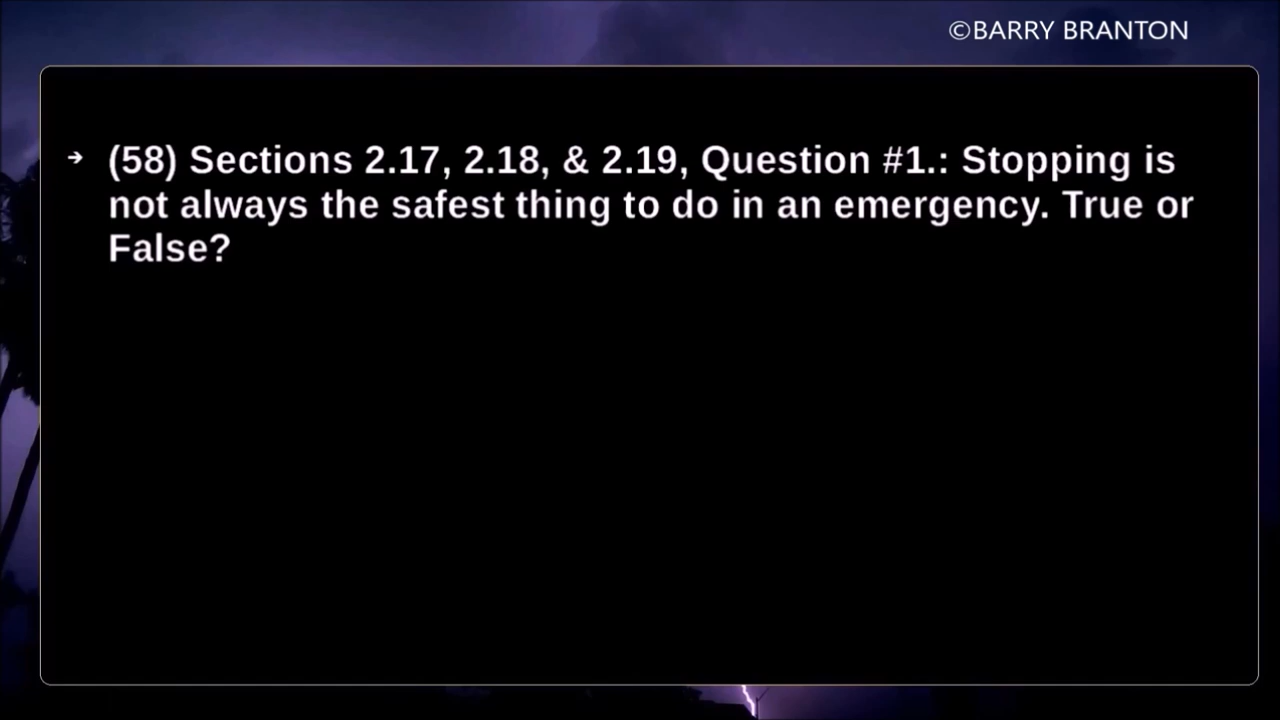 ©BARRY BRANTON
➔ (58) Sections 2.17, 2.18, & 2.19, Question #1.: Stopping is
not always the safest thing to do in an emergency. True or
False?